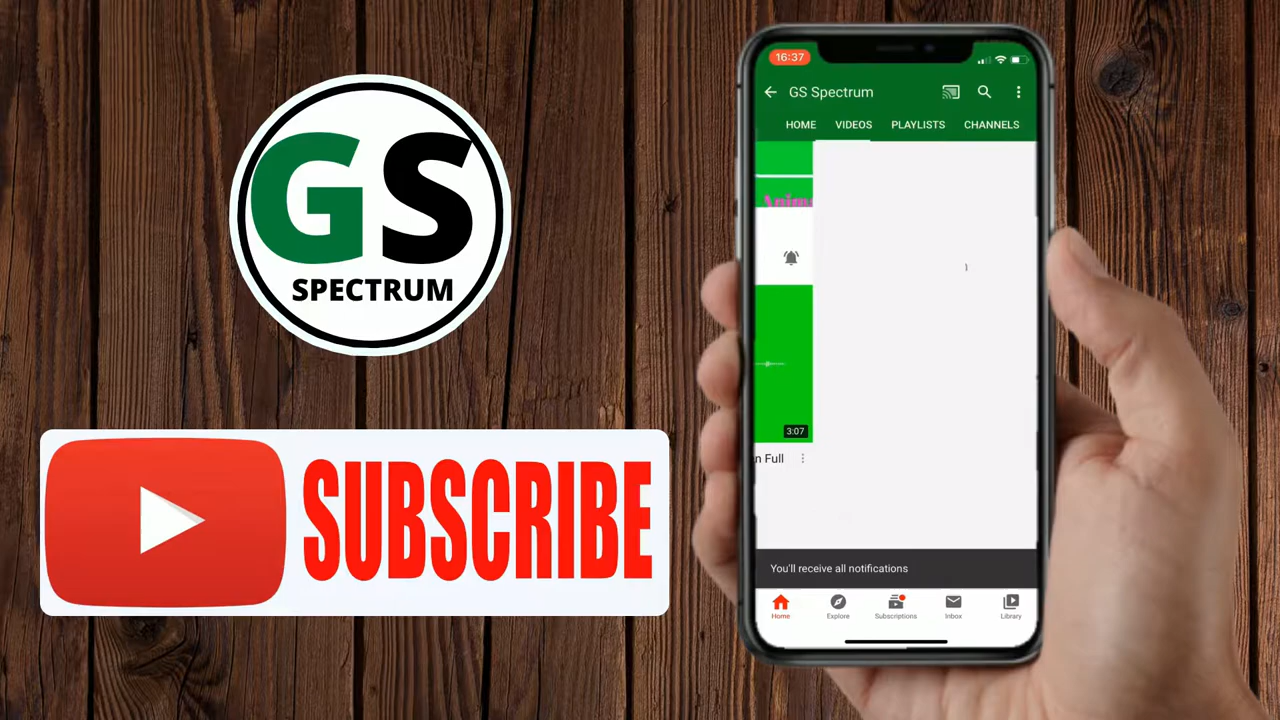 GS
SPECTRUM
SUBSCRIBE
16:37
GS Spectrum
HOME VIDEOS PLAYLISTS CHANNELS
3:07
n Full
You'll receive all notifications
Home Explore Subscriptions Inbox Library